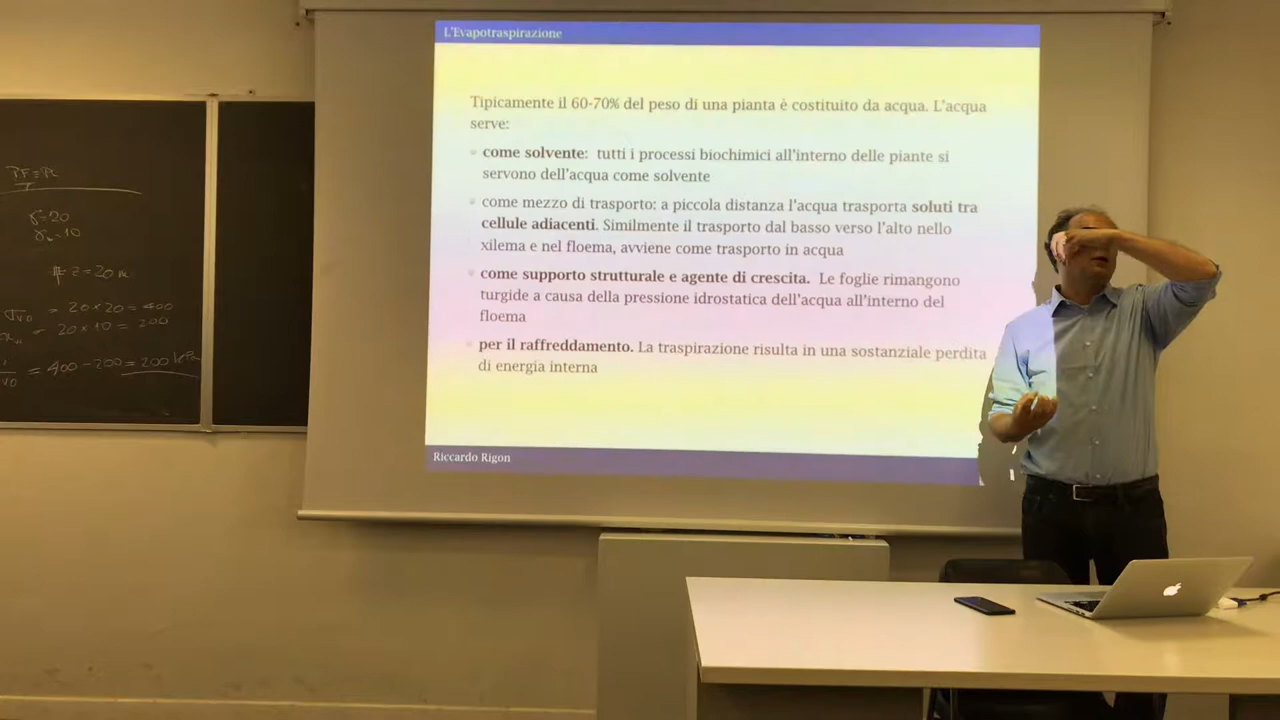 L'Evapotraspirazione
Tipicamente il 60-70% del peso di una pianta è costituito da acqua. L'acqua
serve:
come solvente: tutti i processi biochimici all'interno delle piante si
servono dell'acqua come solvente
come mezzo di trasporto: a piccola distanza l'acqua trasporta soluti tra
cellule adiacenti. Similmente il trasporto dal basso verso l'alto nello
xilema e nel floema, avviene come trasporto in acqua
come supporto strutturale e agente di crescita. Le foglie rimangono
turgide a causa della pressione idrostatica dell'acqua all'interno del
floema
per il raffreddamento. La traspirazione risulta in una sostanziale perdita
di energia interna
Riccardo Rigon
=20
=10
z=20 m
= 20×20=400
= 20×10=200
=400-200=200 kPa